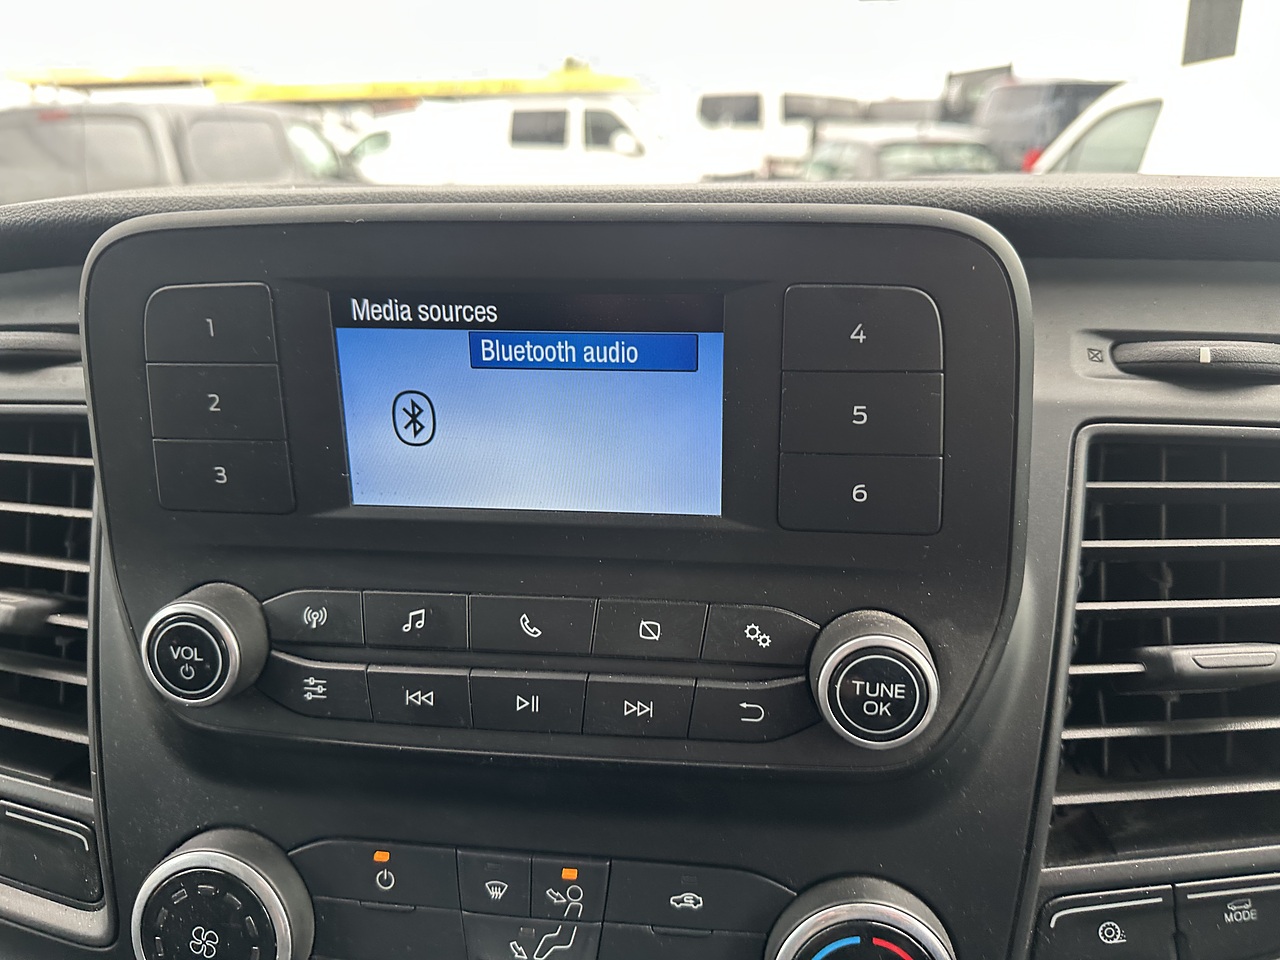 Media sources
Bluetooth audio
1
2
3
4
5
6
VOL
TUNE
OK
MODE